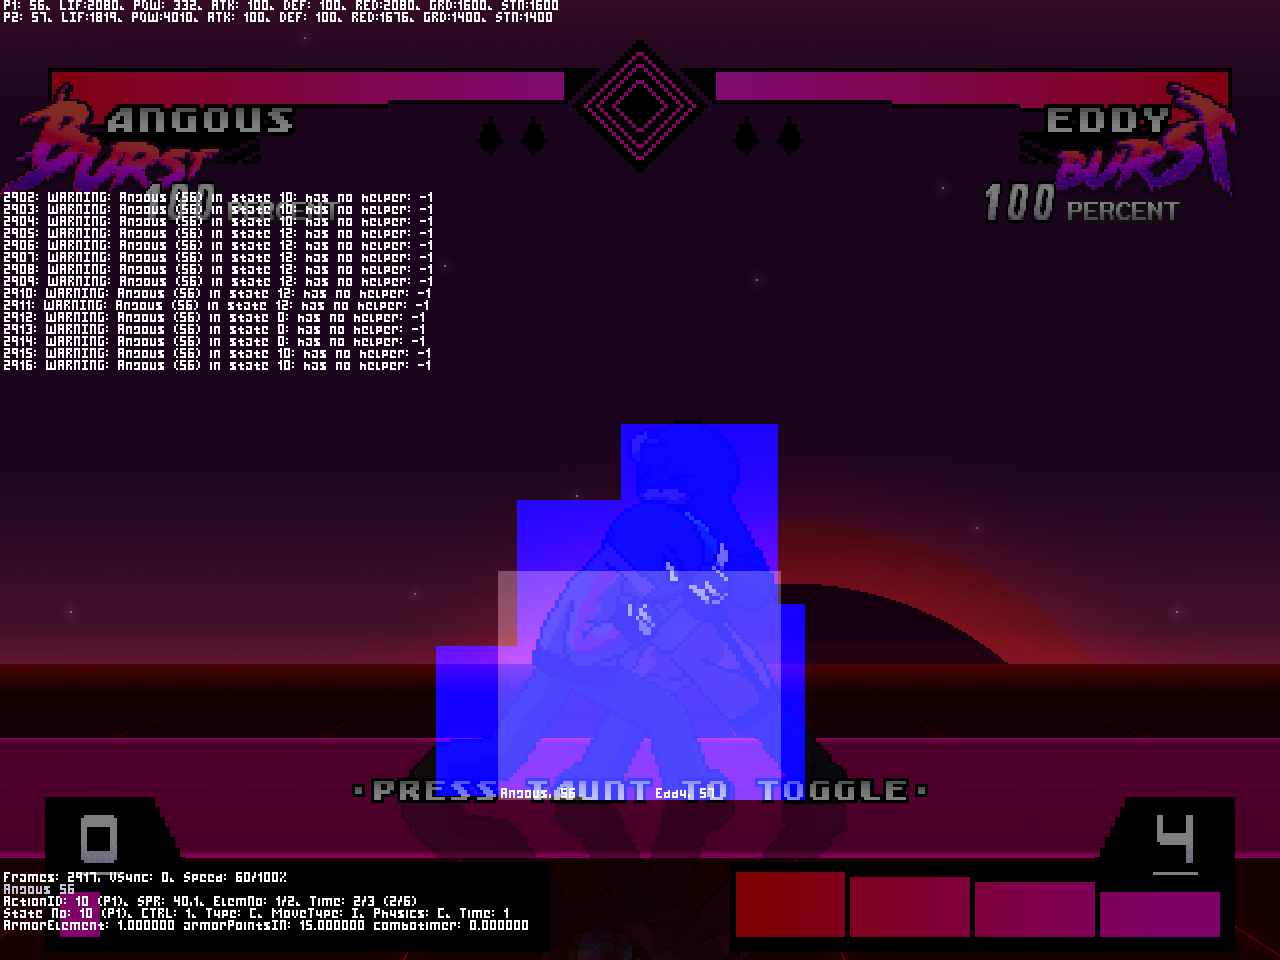 P1: 56, LIF:2080, POW: 332, ATK: 100, DEF: 100, RED:2080, GRD:1600, STN:1600
P2: 57, LIF:1819, POW:4010, ATK: 100, DEF: 100, RED:1676, GRD:1400, STN:1400
ANGOUS
EDDY
BURST
BURST
100 PERCENT
100 PERCENT
2902: WARNING: Angous (56) in state 10: has no helper: -1
2903: WARNING: Angous (56) in state 10: has no helper: -1
2904: WARNING: Angous (56) in state 12: has no helper: -1
2905: WARNING: Angous (56) in state 12: has no helper: -1
2906: WARNING: Angous (56) in state 12: has no helper: -1
2907: WARNING: Angous (56) in state 12: has no helper: -1
2908: WARNING: Angous (56) in state 12: has no helper: -1
2909: WARNING: Angous (56) in state 12: has no helper: -1
2910: WARNING: Angous (56) in state 12: has no helper: -1
2911: WARNING: Angous (56) in state 12: has no helper: -1
2912: WARNING: Angous (56) in state 0: has no helper: -1
2913: WARNING: Angous (56) in state 0: has no helper: -1
2914: WARNING: Angous (56) in state 0: has no helper: -1
2915: WARNING: Angous (56) in state 10: has no helper: -1
2916: WARNING: Angous (56) in state 10: has no helper: -1
·PRESS TAUNT TO TOGGLE·
Angous, 56
Eddy, 57
0
4
Frames: 2917, VSync: 0, Speed: 60/100%
Angous 56
ActionID: 10 (P1), SPR: 40,1, ElemNo: 1/2, Time: 2/3 (2/6)
State No: 10 (P1), CTRL: 1, Type: C, MoveType: I, Physics: C, Time: 1
ArmorElement: 1.000000 armorPointsIN: 15.000000 combotimer: 0.000000